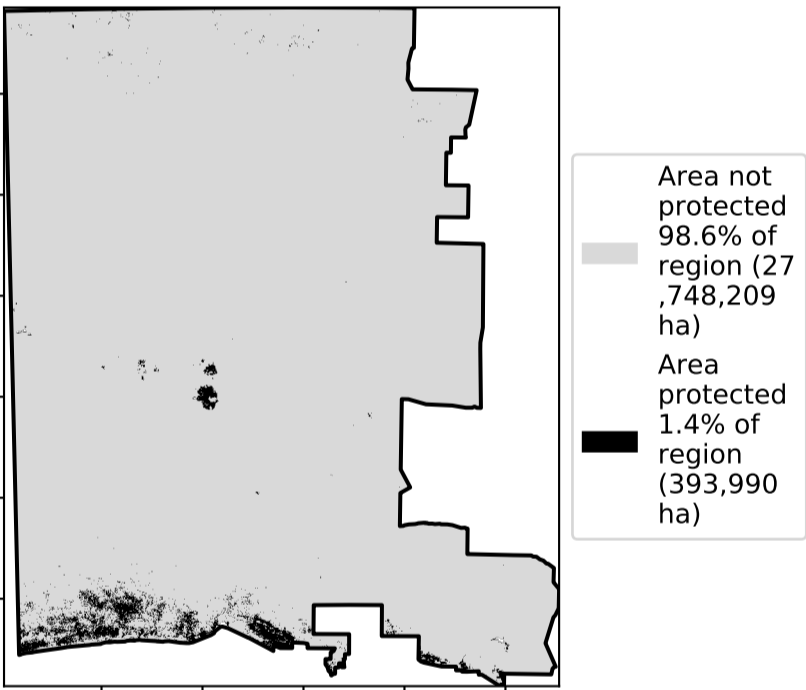 Area not
protected
98.6% of
region (27
,748,209
ha)
Area
protected
1.4% of
region
(393,990
ha)